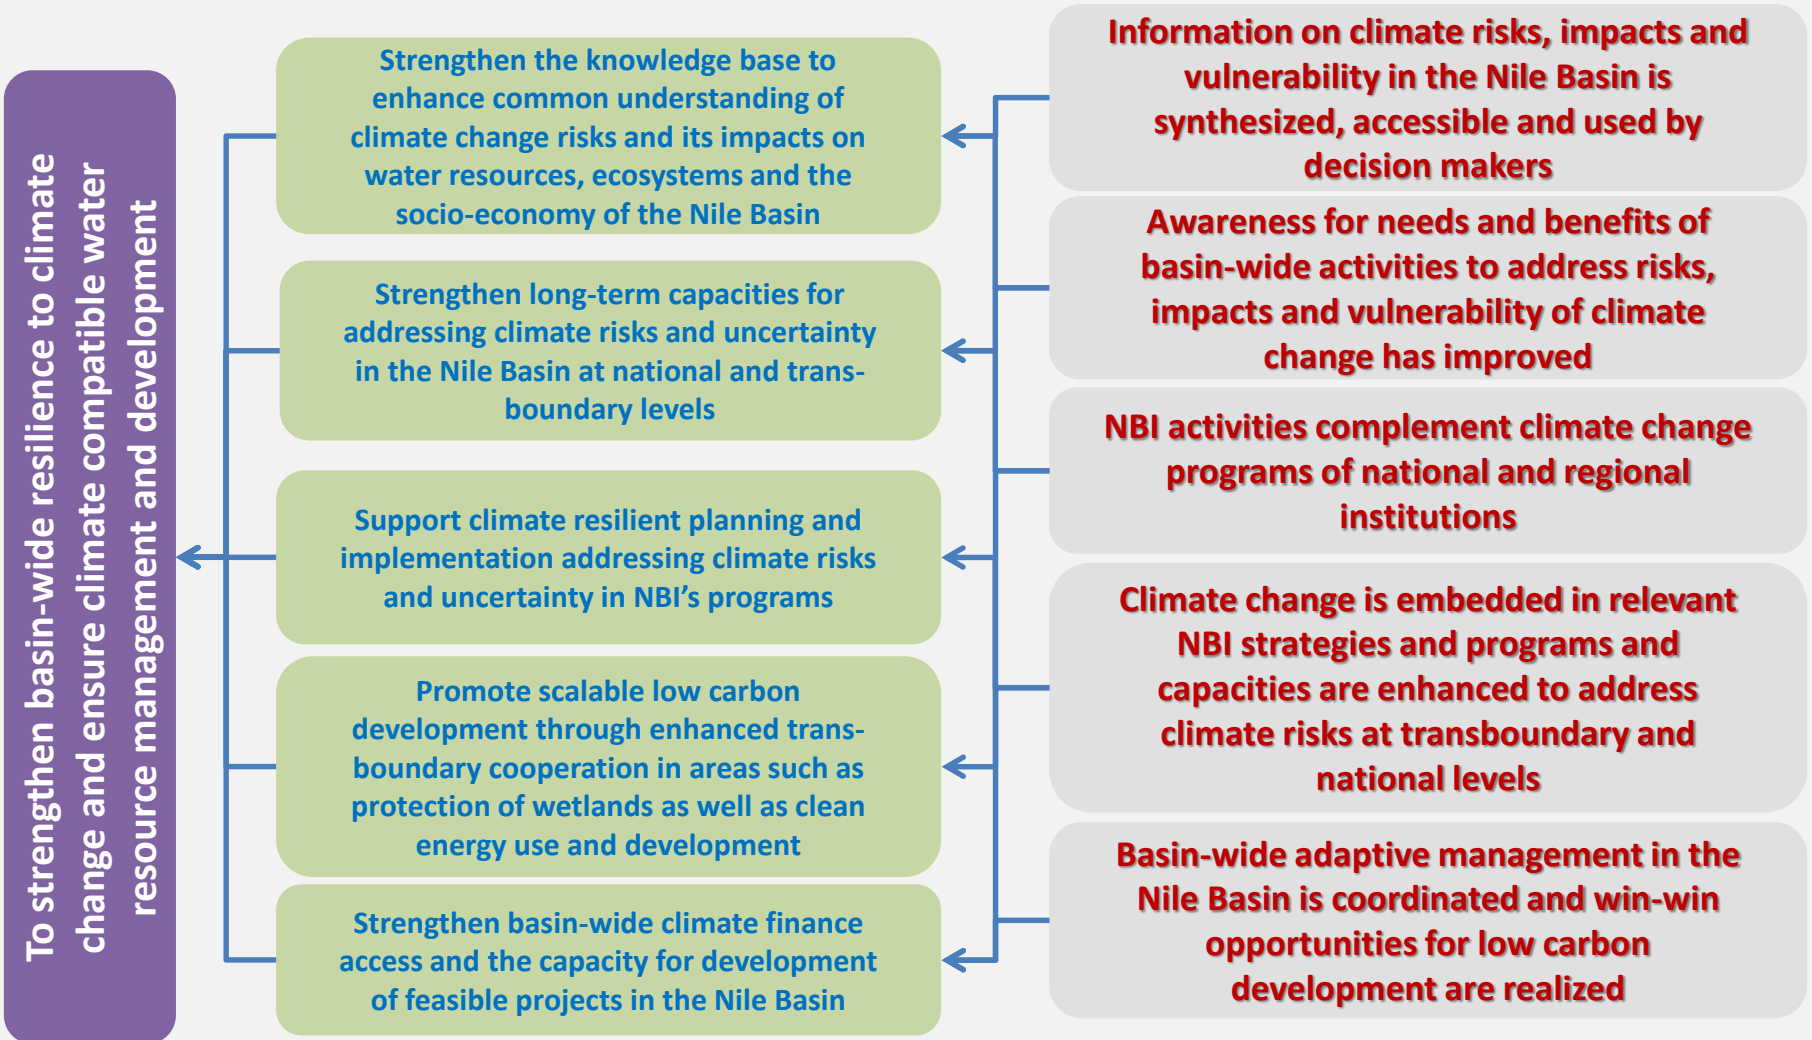 To strengthen basin-wide resilience to climate
change and ensure climate compatible water
resource management and development
Strengthen the knowledge base to
enhance common understanding of
climate change risks and its impacts on
water resources, ecosystems and the
socio-economy of the Nile Basin
Strengthen long-term capacities for
addressing climate risks and uncertainty
in the Nile Basin at national and trans-
boundary levels
Support climate resilient planning and
implementation addressing climate risks
and uncertainty in NBI’s programs
Promote scalable low carbon
development through enhanced trans-
boundary cooperation in areas such as
protection of wetlands as well as clean
energy use and development
Strengthen basin-wide climate finance
access and the capacity for development
of feasible projects in the Nile Basin
Information on climate risks, impacts and
vulnerability in the Nile Basin is
synthesized, accessible and used by
decision makers
Awareness for needs and benefits of
basin-wide activities to address risks,
impacts and vulnerability of climate
change has improved
NBI activities complement climate change
programs of national and regional
institutions
Climate change is embedded in relevant
NBI strategies and programs and
capacities are enhanced to address
climate risks at transboundary and
national levels
Basin-wide adaptive management in the
Nile Basin is coordinated and win-win
opportunities for low carbon
development are realized